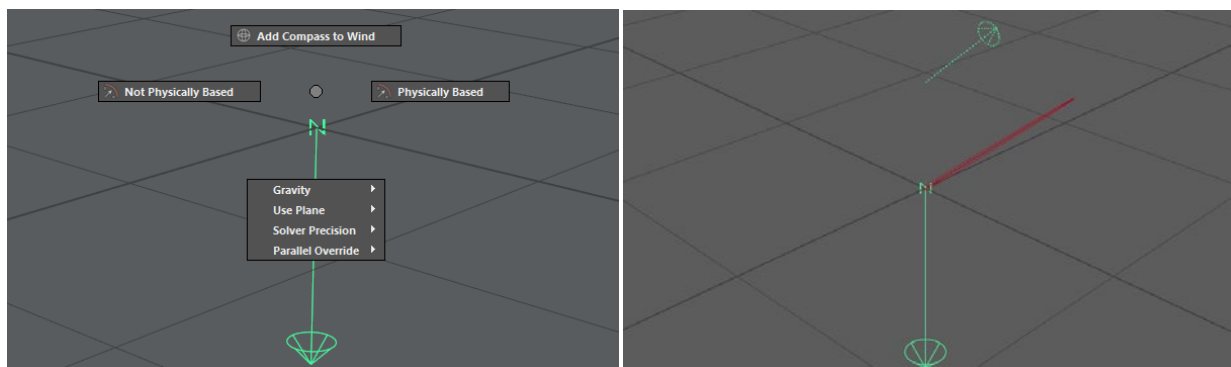 Add Compass to Wind
Not Physically Based
Physically Based
N
Gravity
Use Plane
Solver Precision
Parallel Override
N